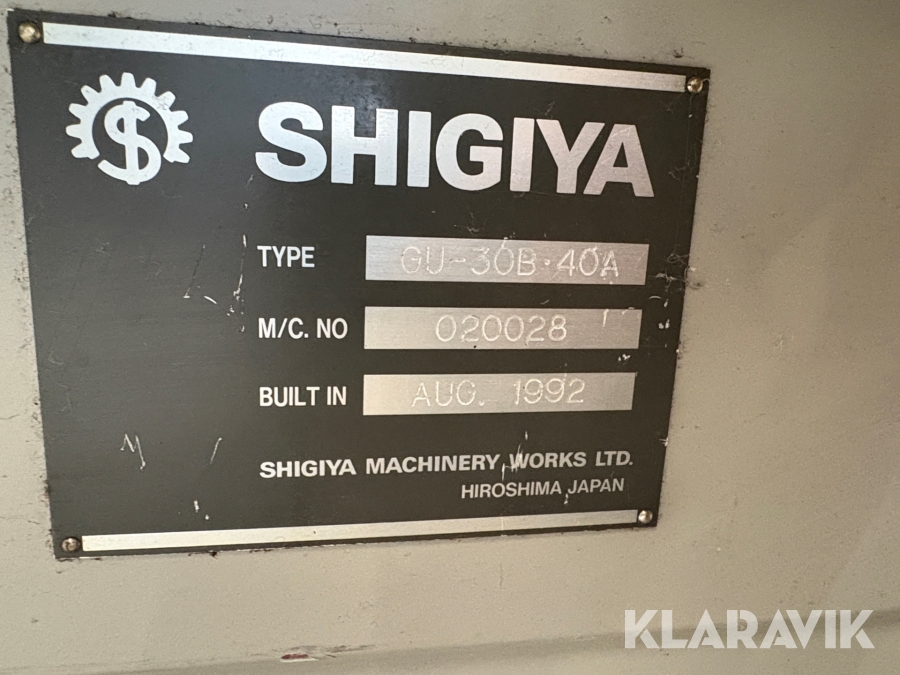 SHIGIYA
TYPE GU-30B·40A
M/C. NO 020028
BUILT IN AUG. 1992
SHIGIYA MACHINERY WORKS LTD.
HIROSHIMA JAPAN
KLARAVIK